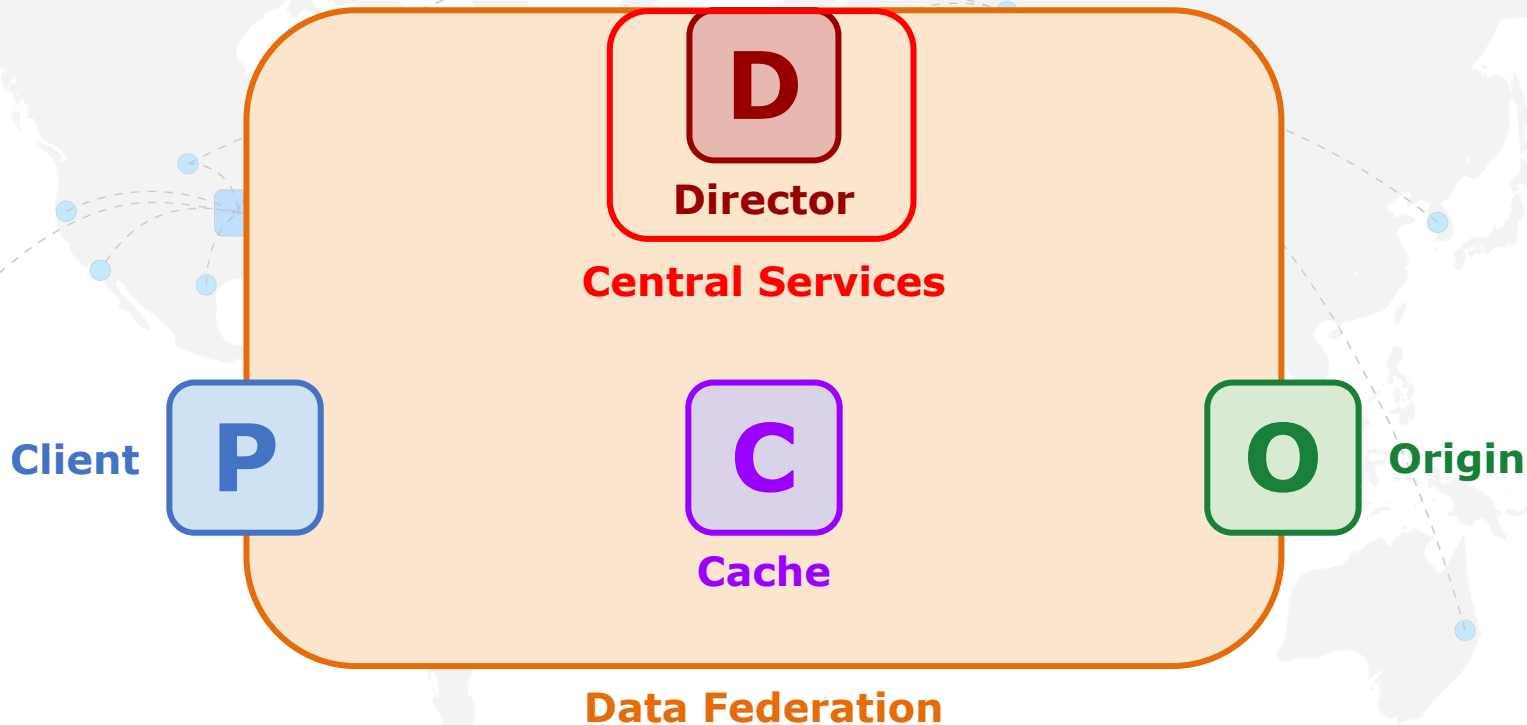 D
Director
Central Services
Client
P
C
O
Origin
Cache
Data Federation